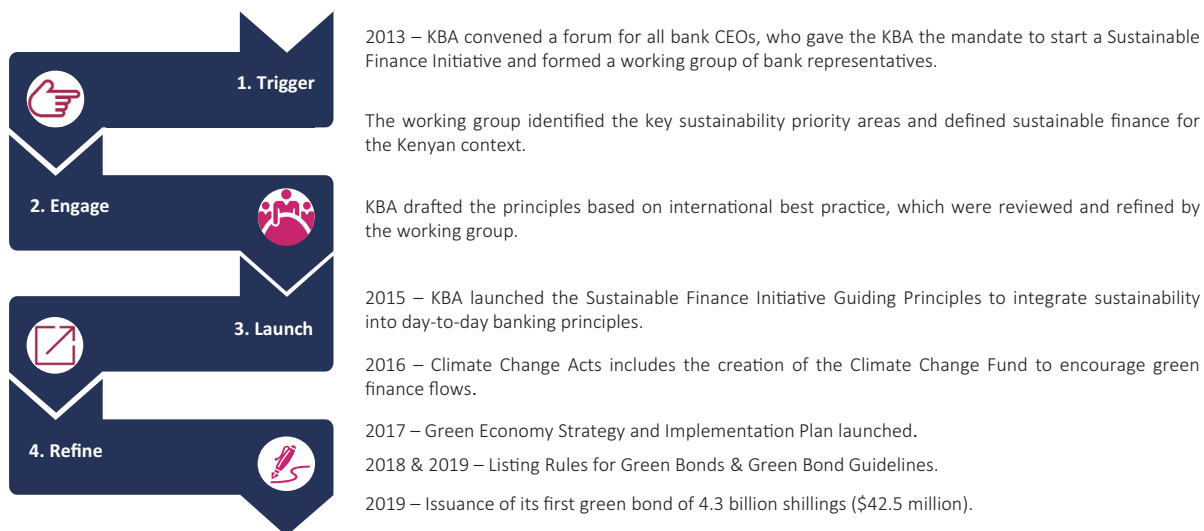 1. Trigger
2013 – KBA convened a forum for all bank CEOs, who gave the KBA the mandate to start a Sustainable
Finance Initiative and formed a working group of bank representatives.
The working group identified the key sustainability priority areas and defined sustainable finance for
the Kenyan context.
2. Engage
KBA drafted the principles based on international best practice, which were reviewed and refined by
the working group.
3. Launch
2015 – KBA launched the Sustainable Finance Initiative Guiding Principles to integrate sustainability
into day-to-day banking principles.
2016 – Climate Change Acts includes the creation of the Climate Change Fund to encourage green
finance flows.
4. Refine
2017 – Green Economy Strategy and Implementation Plan launched.
2018 & 2019 – Listing Rules for Green Bonds & Green Bond Guidelines.
2019 – Issuance of its first green bond of 4.3 billion shillings ($42.5 million).